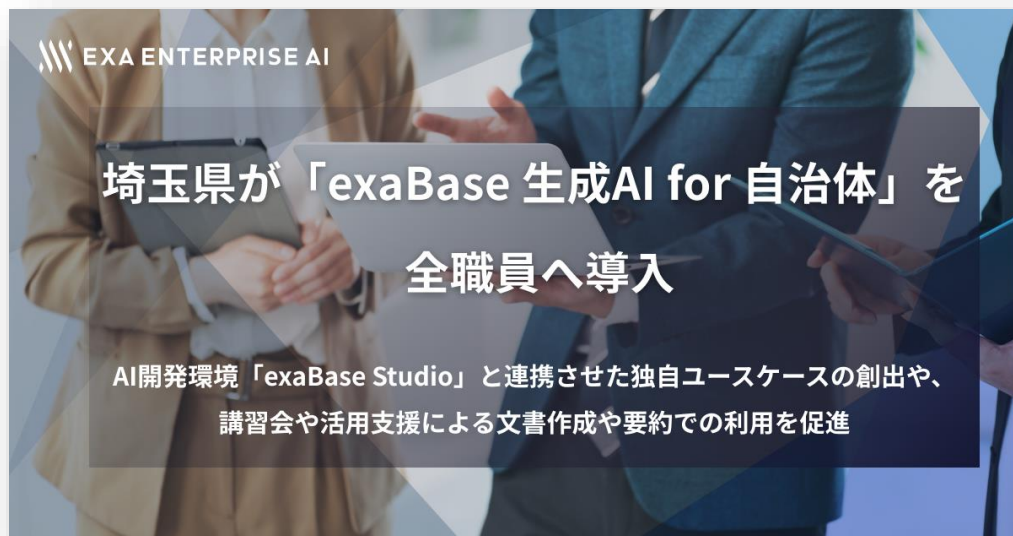 EXA ENTERPRISE AI
埼玉県が「exaBase 生成AI for 自治体」を
全職員へ導入
AI開発環境「exaBase Studio」と連携させた独自ユースケースの創出や、
講習会や活用支援による文書作成や要約での利用を促進